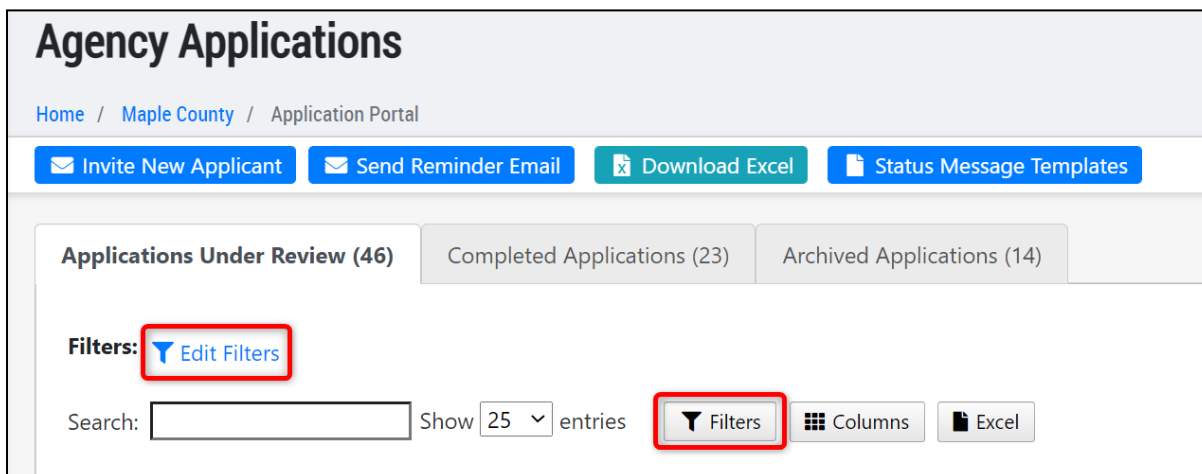 Agency Applications
Home / Maple County / Application Portal
Invite New Applicant Send Reminder Email Download Excel Status Message Templates
Applications Under Review (46) Completed Applications (23) Archived Applications (14)
Filters: Edit Filters
Search: Show 25 entries Filters Columns Excel